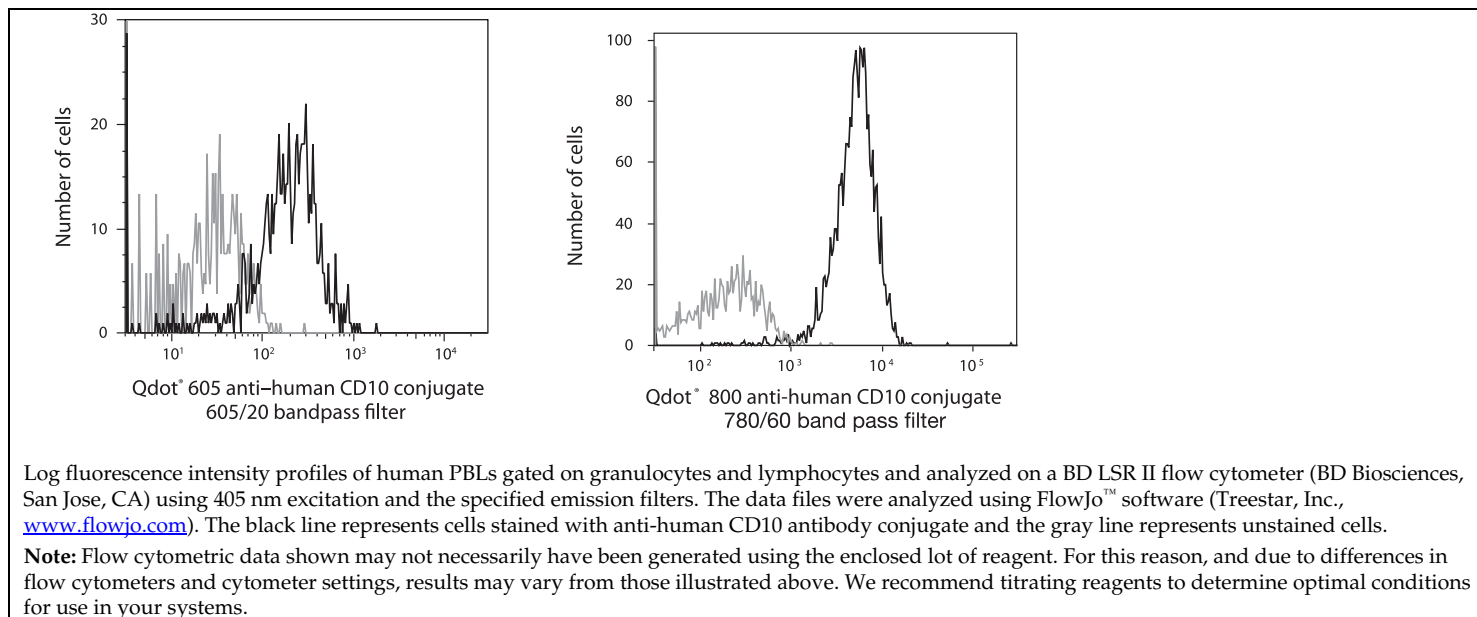 30
20
10
0
Number of cells
10¹ 10² 10³ 10⁴
Qdot® 605 anti–human CD10 conjugate
605/20 bandpass filter
100
80
60
40
20
0
Number of cells
10² 10³ 10⁴ 10⁵
Qdot® 800 anti-human CD10 conjugate
780/60 band pass filter
Log fluorescence intensity profiles of human PBLs gated on granulocytes and lymphocytes and analyzed on a BD LSR II flow cytometer (BD Biosciences,
San Jose, CA) using 405 nm excitation and the specified emission filters. The data files were analyzed using FlowJo™ software (Treestar, Inc.,
www.flowjo.com). The black line represents cells stained with anti-human CD10 antibody conjugate and the gray line represents unstained cells.
Note: Flow cytometric data shown may not necessarily have been generated using the enclosed lot of reagent. For this reason, and due to differences in
flow cytometers and cytometer settings, results may vary from those illustrated above. We recommend titrating reagents to determine optimal conditions
for use in your systems.